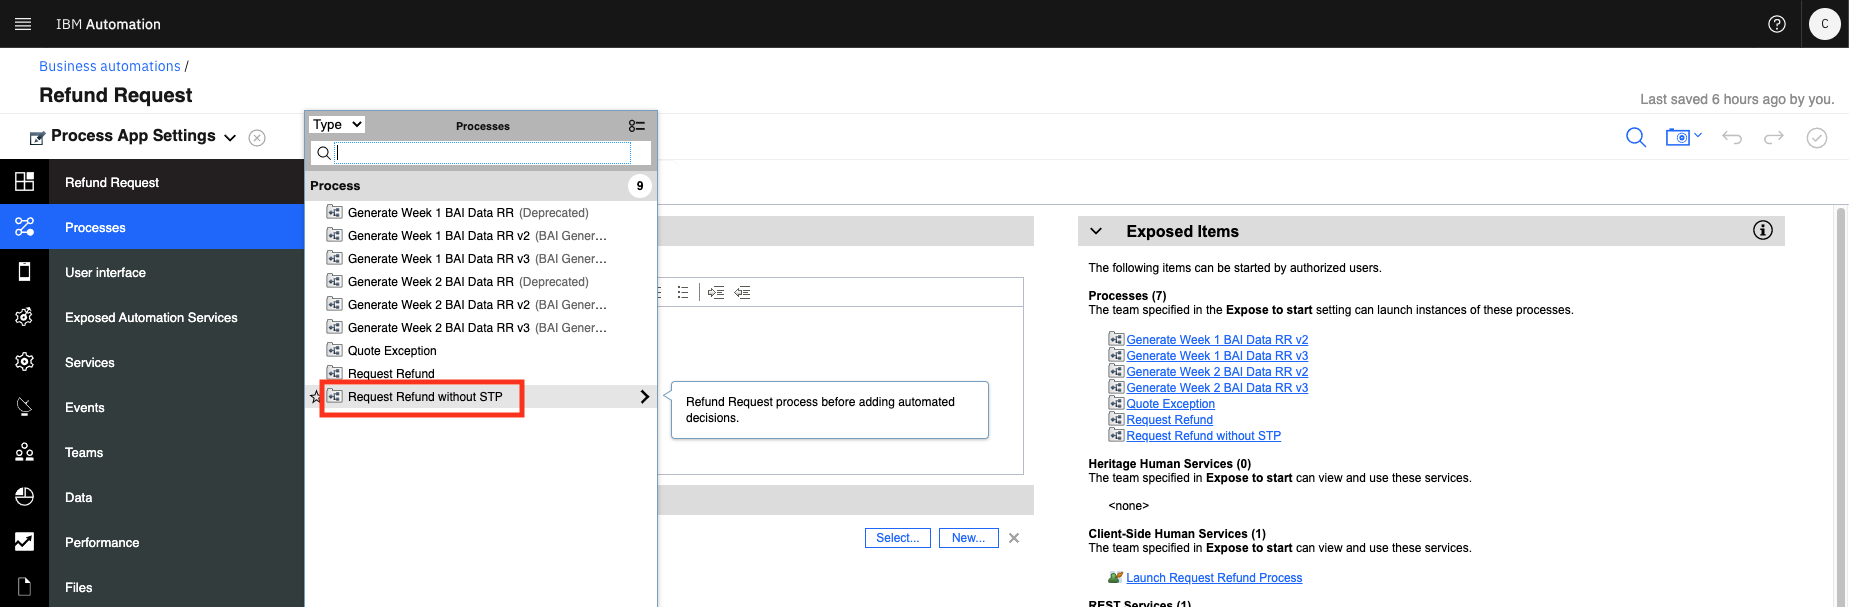 IBM Automation
C
Business automations /
Refund Request
Last saved 6 hours ago by you.
Process App Settings
Type
Processes
Refund Request
Processes
User interface
Exposed Automation Services
Services
Events
Teams
Data
Performance
Files
Process
9
Generate Week 1 BAI Data RR (Deprecated)
Generate Week 1 BAI Data RR v2 (BAI Gener...
Generate Week 1 BAI Data RR v3 (BAI Gener...
Generate Week 2 BAI Data RR (Deprecated)
Generate Week 2 BAI Data RR v2 (BAI Gener...
Generate Week 2 BAI Data RR v3 (BAI Gener...
Quote Exception
Request Refund
Request Refund without STP
Refund Request process before adding automated
decisions.
Select...
New...
Exposed Items
The following items can be started by authorized users.
Processes (7)
The team specified in the Expose to start setting can launch instances of these processes.
Generate Week 1 BAI Data RR v2
Generate Week 1 BAI Data RR v3
Generate Week 2 BAI Data RR v2
Generate Week 2 BAI Data RR v3
Quote Exception
Request Refund
Request Refund without STP
Heritage Human Services (0)
The team specified in Expose to start can view and use these services.
<none>
Client-Side Human Services (1)
The team specified in Expose to start can view and use these services.
Launch Request Refund Process
REST Services (1)